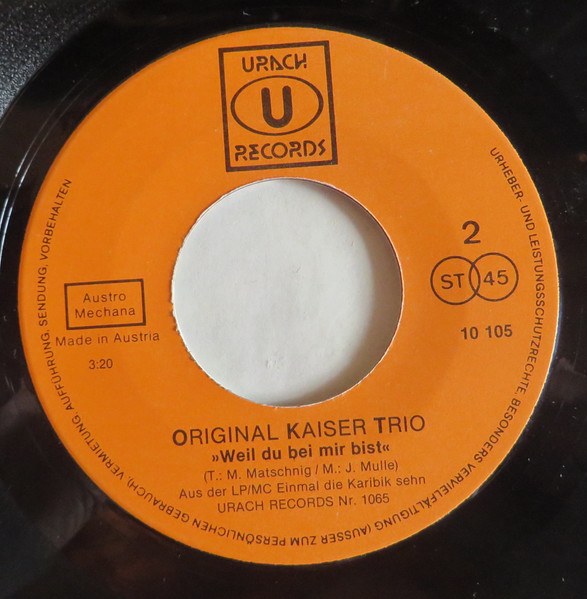 URACH
U
RECORDS
URHEBER- UND LEISTUNGSSCHUTZRECHTE, BESONDERS VERVIELFÄLTIGUNG (AUSSER ZUM PERSÖNLICHEN GEBRAUCH), VERMIETUNG AUFFÜHRUNG, SENDUNG, VORBEHALTEN
2
ST 45
10 105
Austro
Mechana
Made in Austria
3:20
ORIGINAL KAISER TRIO
»Weil du bei mir bist«
(T.: M. Matschnig / M.: J. Mulle)
Aus der LP/MC Einmal die Karibik sehn
URACH RECORDS Nr. 1065